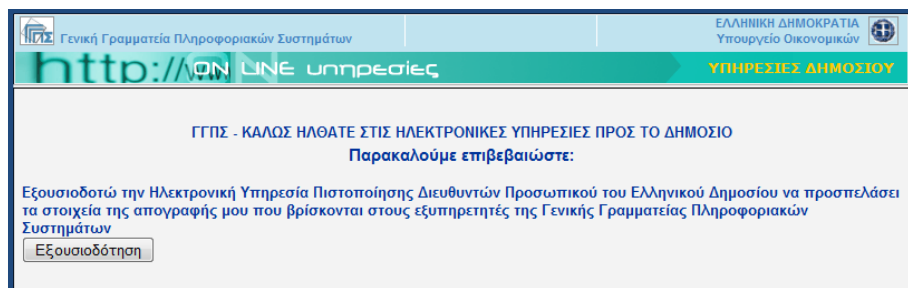 ΓΓΠΣ Γενική Γραμματεία Πληροφοριακών Συστημάτων
ΕΛΛΗΝΙΚΗ ΔΗΜΟΚΡΑΤΙΑ
Υπουργείο Οικονομικών
http://www
ON LINE υπηρεσίες
ΥΠΗΡΕΣΙΕΣ ΔΗΜΟΣΙΟΥ
ΓΓΠΣ - ΚΑΛΩΣ ΗΛΘΑΤΕ ΣΤΙΣ ΗΛΕΚΤΡΟΝΙΚΕΣ ΥΠΗΡΕΣΙΕΣ ΠΡΟΣ ΤΟ ΔΗΜΟΣΙΟ
Παρακαλούμε επιβεβαιώστε:
Εξουσιοδοτώ την Ηλεκτρονική Υπηρεσία Πιστοποίησης Διευθυντών Προσωπικού του Ελληνικού Δημοσίου να προσπελάσει
τα στοιχεία της απογραφής μου που βρίσκονται στους εξυπηρετητές της Γενικής Γραμματείας Πληροφοριακών
Συστημάτων
Εξουσιοδότηση